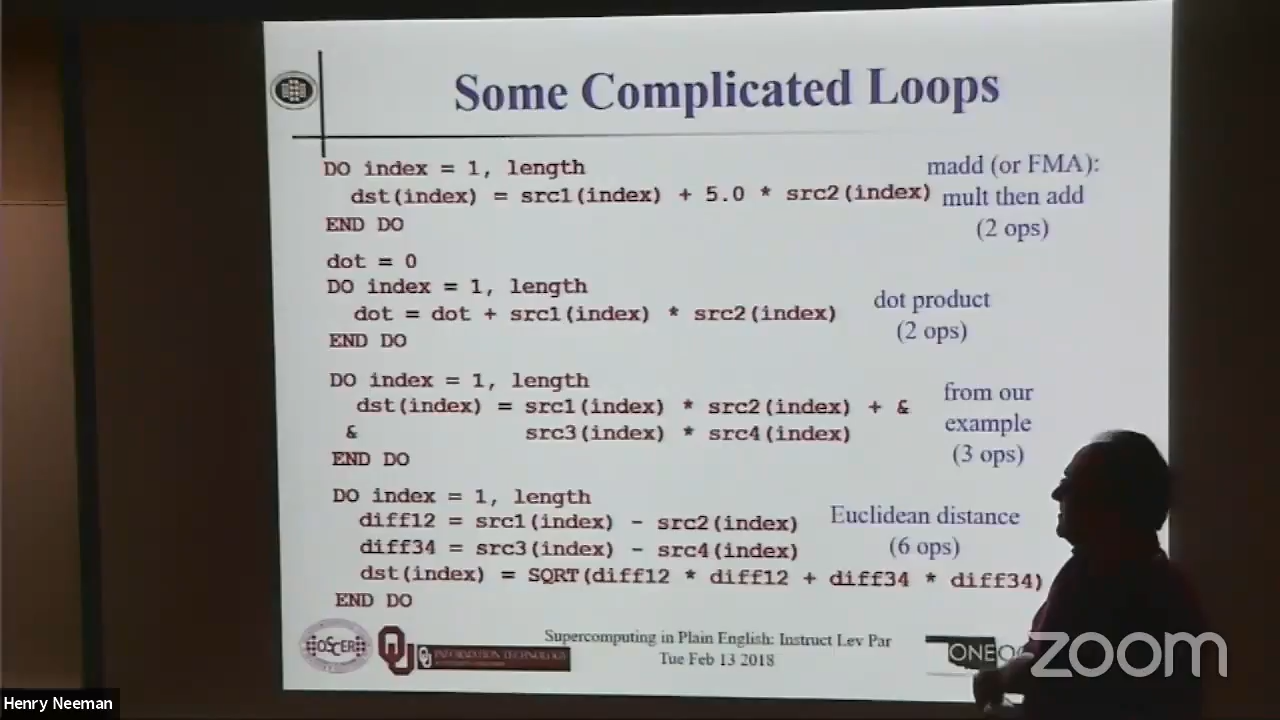 Some Complicated Loops
DO index = 1, length
dst(index) = src1(index) + 5.0 * src2(index)
END DO
madd (or FMA):
mult then add
(2 ops)
dot = 0
DO index = 1, length
dot = dot + src1(index) * src2(index)
END DO
dot product
(2 ops)
DO index = 1, length
dst(index) = src1(index) * src2(index) + &
& src3(index) * src4(index)
END DO
from our
example
(3 ops)
DO index = 1, length
diff12 = src1(index) - src2(index)
diff34 = src3(index) - src4(index)
dst(index) = SQRT(diff12 * diff12 + diff34 * diff34)
END DO
Euclidean distance
(6 ops)
OSCER
INFORMATION TECHNOLOGY
Supercomputing in Plain English: Instruct Lev Par
Tue Feb 13 2018
zoom
Henry Neeman